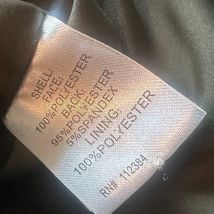 SHELL:
FACE:
100%POLYESTER
BACK:
95%POLYESTER
5%SPANDEX
LINING:
100%POLYESTER
RN# 112384